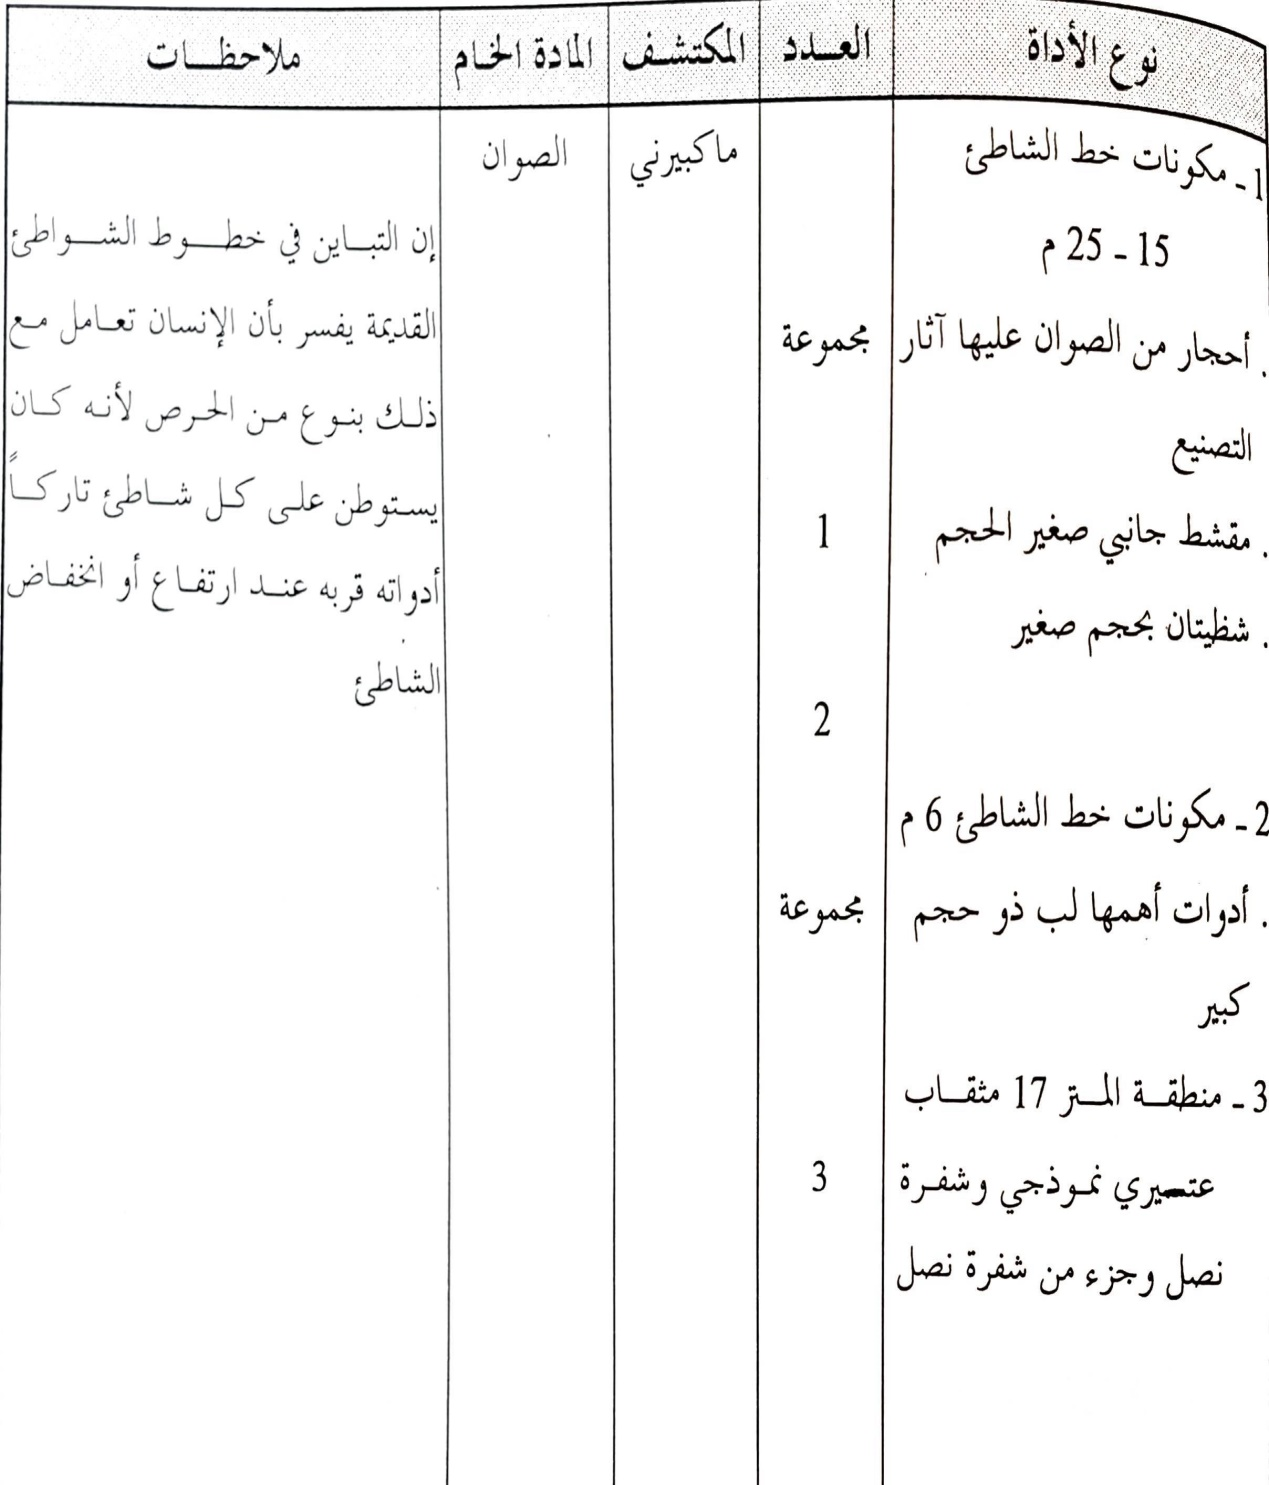 نوع الأداة العـدد المكتشف المادة الخام ملاحظـات
1 ـ مكونات خط الشاطئ ماكبيرني الصوان
15 ـ 25 م إن التباين في خطوط الشواطئ
. أحجار من الصوان عليها آثار مجموعة القديمة يفسر بأن الإنسان تعامل مع
التصنيع ذلك بنوع من الحرص لأنه كان
. مقشط جانبي صغير الحجم 1 يستوطن على كل شاطئ تاركاً
. شظيتان بحجم صغير أدواته قربه عند ارتفاع أو انخفاض
2 الشاطئ
2 ـ مكونات خط الشاطئ 6 م
. أدوات أهمها لب ذو حجم مجموعة
كبير
3 ـ منطقة المتر 17 مثقاب
نموذجي وشفرة 3
نصل وجزء من شفرة نصل